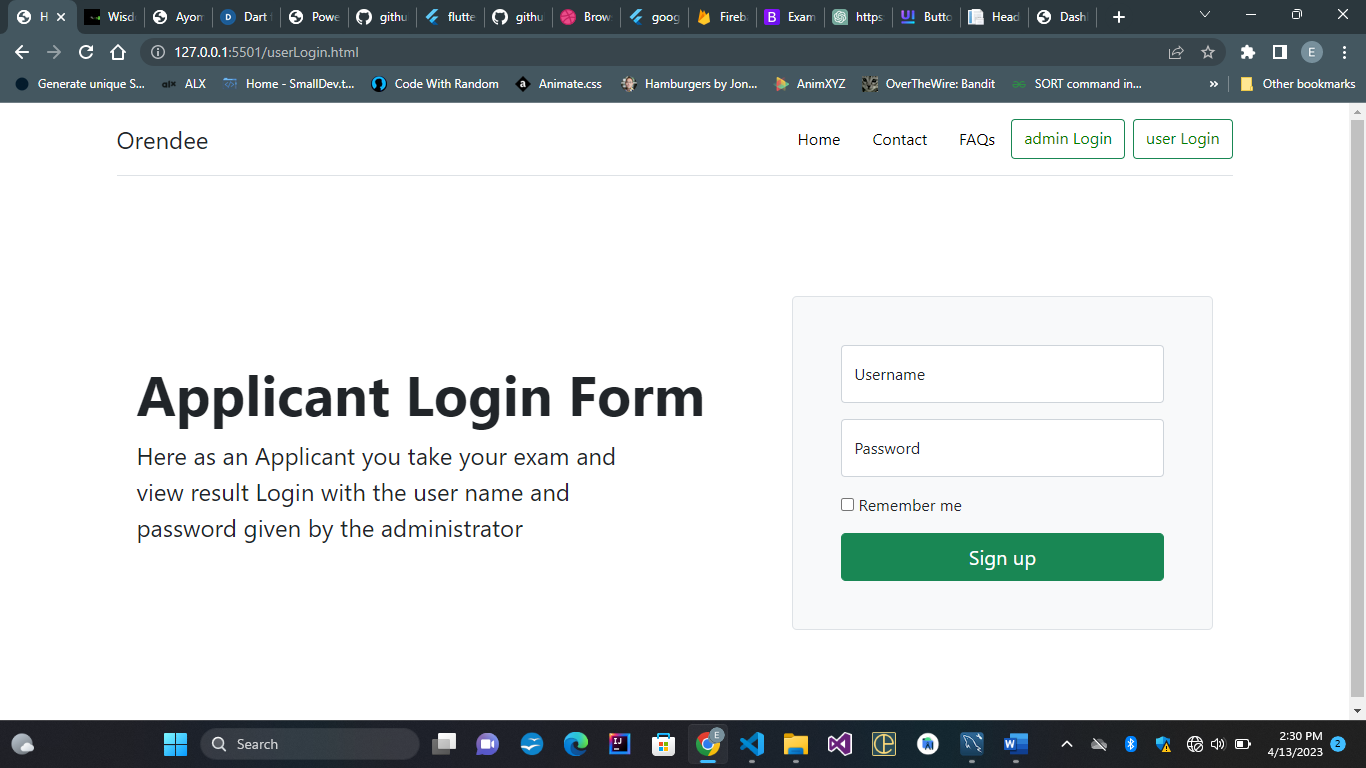 H
Wisd
Ayom
Dart
Powe
githu
flutte
githu
Brow
goog
Fireb
Exam
https
Butto
Head
Dashl
127.0.0.1:5501/userLogin.html
E
Generate unique S...
ALX
Home - SmallDev.t...
Code With Random
Animate.css
Hamburgers by Jon...
AnimXYZ
OverTheWire: Bandit
SORT command in...
»
Other bookmarks
Orendee
Home
Contact
FAQs
admin Login
user Login
Applicant Login Form
Here as an Applicant you take your exam and
view result Login with the user name and
password given by the administrator
Username
Password
Remember me
Sign up
Search
2:30 PM
4/13/2023
2